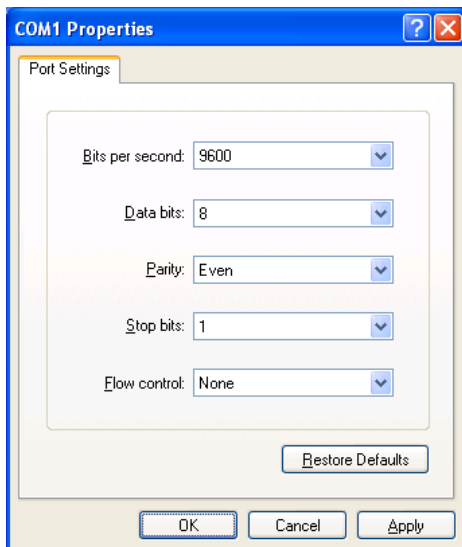 COM1 Properties
Port Settings
Bits per second: 9600
Data bits: 8
Parity: Even
Stop bits: 1
Flow control: None
Restore Defaults
OK Cancel Apply